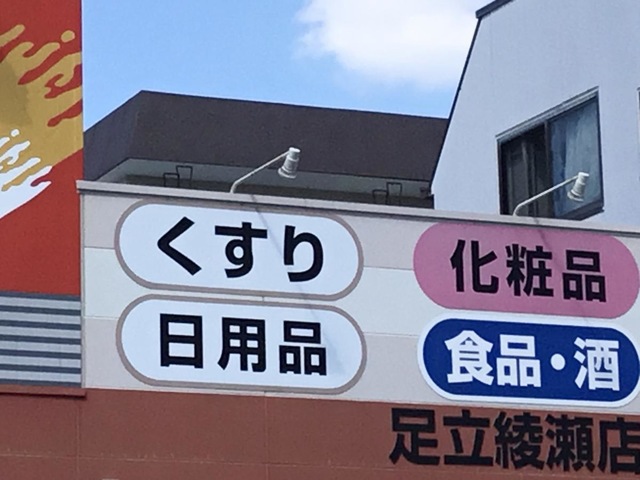 くすり
化粧品
日用品
食品・酒
足立綾瀬店